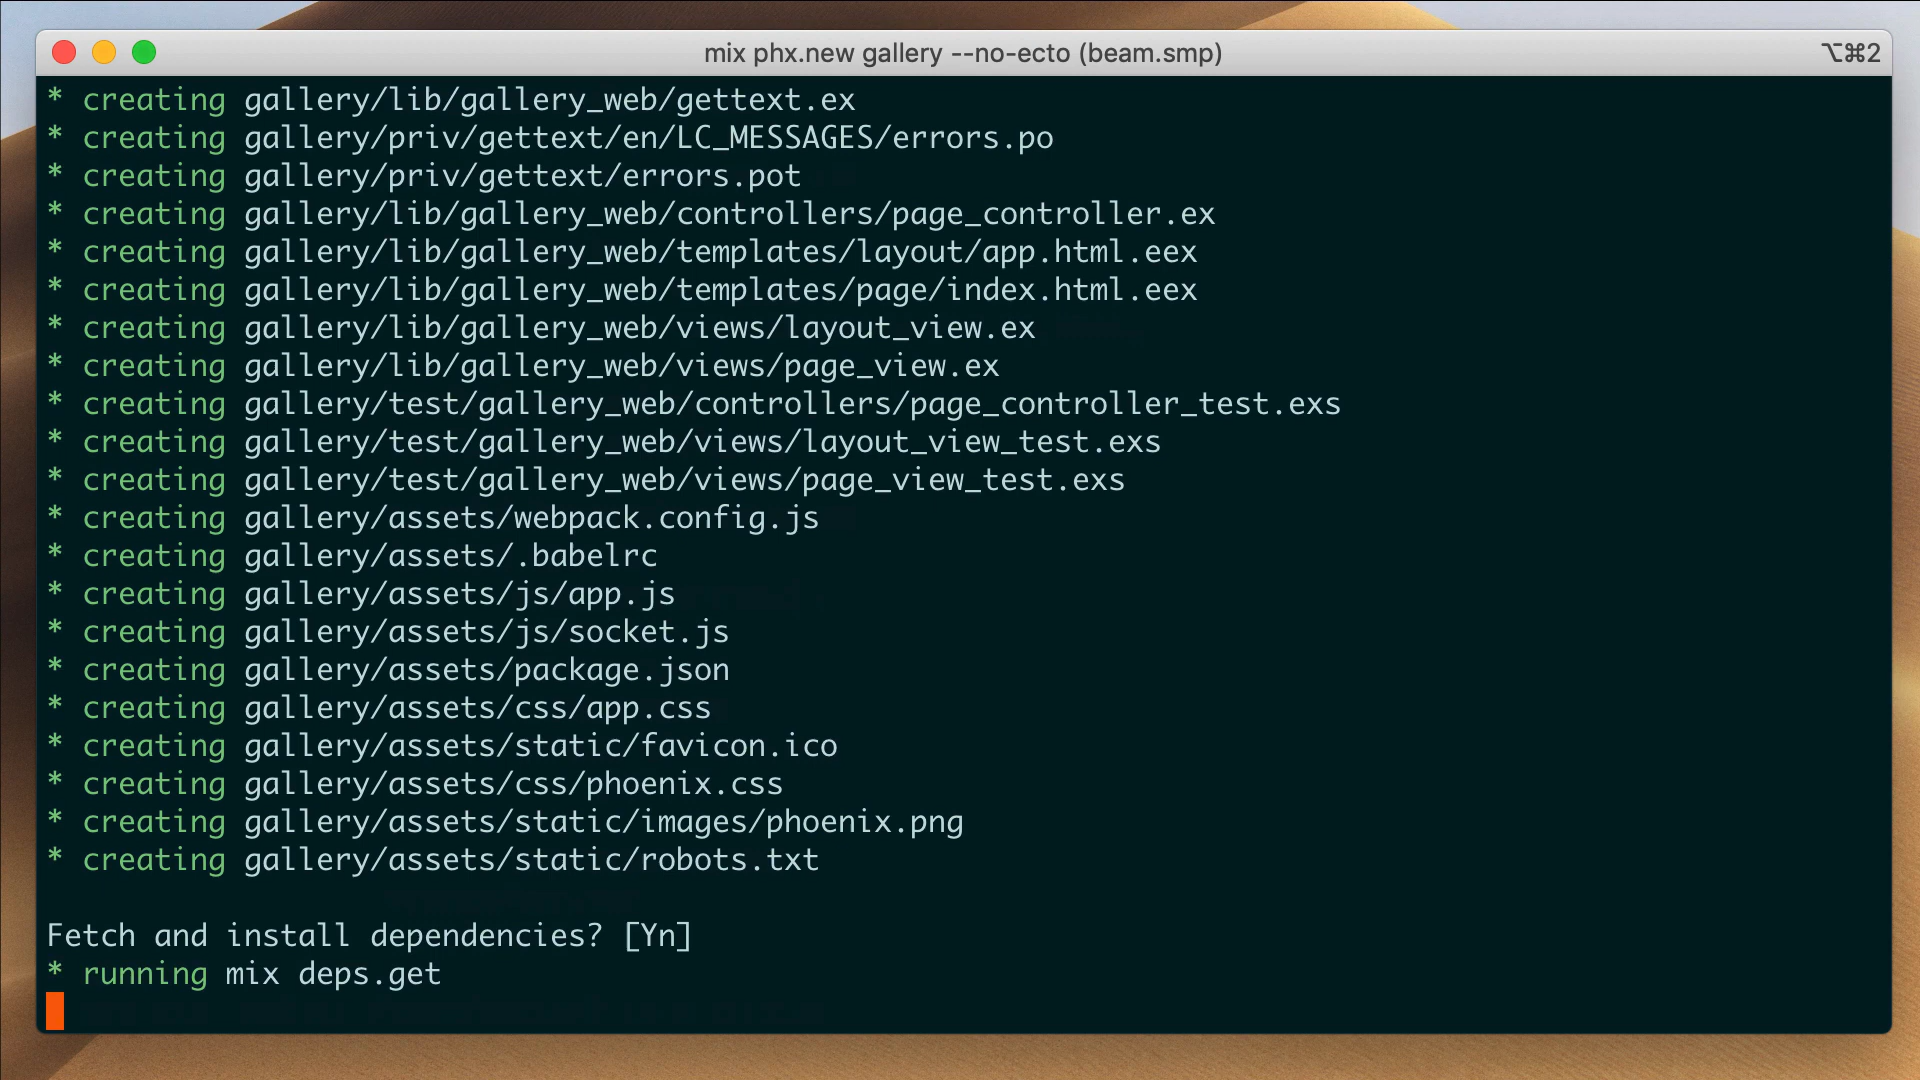 mix phx.new gallery --no-ecto (beam.smp)
⌥⌘2
* creating gallery/lib/gallery_web/gettext.ex
* creating gallery/priv/gettext/en/LC_MESSAGES/errors.po
* creating gallery/priv/gettext/errors.pot
* creating gallery/lib/gallery_web/controllers/page_controller.ex
* creating gallery/lib/gallery_web/templates/layout/app.html.eex
* creating gallery/lib/gallery_web/templates/page/index.html.eex
* creating gallery/lib/gallery_web/views/layout_view.ex
* creating gallery/lib/gallery_web/views/page_view.ex
* creating gallery/test/gallery_web/controllers/page_controller_test.exs
* creating gallery/test/gallery_web/views/layout_view_test.exs
* creating gallery/test/gallery_web/views/page_view_test.exs
* creating gallery/assets/webpack.config.js
* creating gallery/assets/.babelrc
* creating gallery/assets/js/app.js
* creating gallery/assets/js/socket.js
* creating gallery/assets/package.json
* creating gallery/assets/css/app.css
* creating gallery/assets/static/favicon.ico
* creating gallery/assets/css/phoenix.css
* creating gallery/assets/static/images/phoenix.png
* creating gallery/assets/static/robots.txt
Fetch and install dependencies? [Yn]
* running mix deps.get